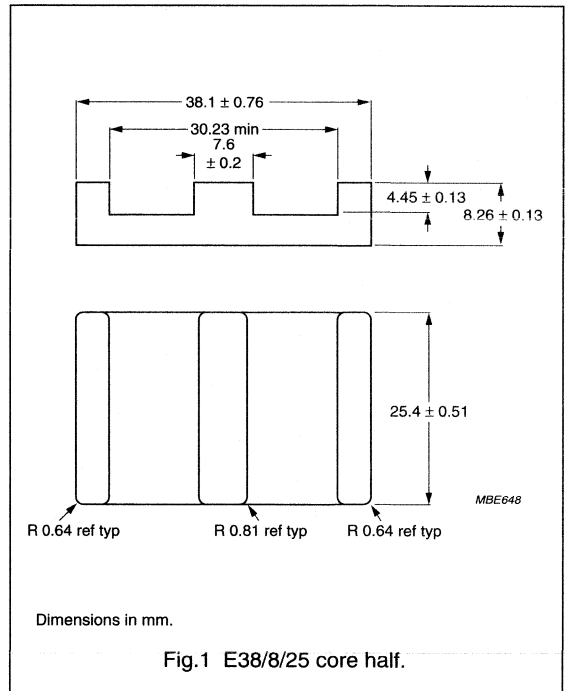 38.1 ± 0.76
30.23 min
7.6
± 0.2
4.45 ± 0.13
8.26 ± 0.13
25.4 ± 0.51
MBE648
R 0.64 ref typ
R 0.81 ref typ
R 0.64 ref typ
Dimensions in mm.
Fig.1 E38/8/25 core half.